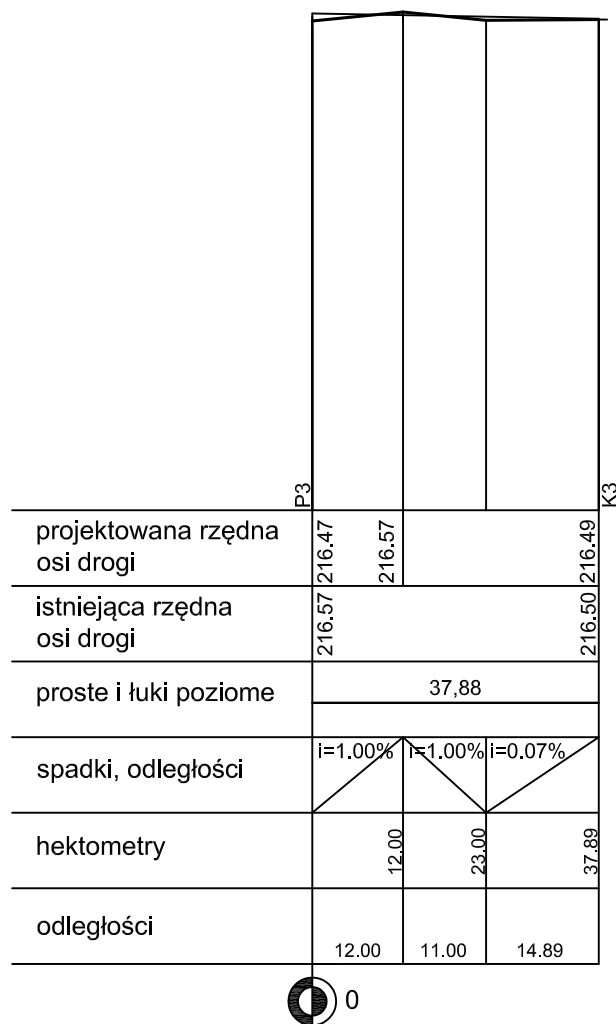 P3
K3
projektowana rzędna
osi drogi
216.47
216.57
216.49
istniejąca rzędna
osi drogi
216.57
216.50
proste i łuki poziome
37,88
spadki, odległości
i=1.00%
i=1.00%
i=0.07%
hektometry
12.00
23.00
37.89
odległości
12.00
11.00
14.89
0